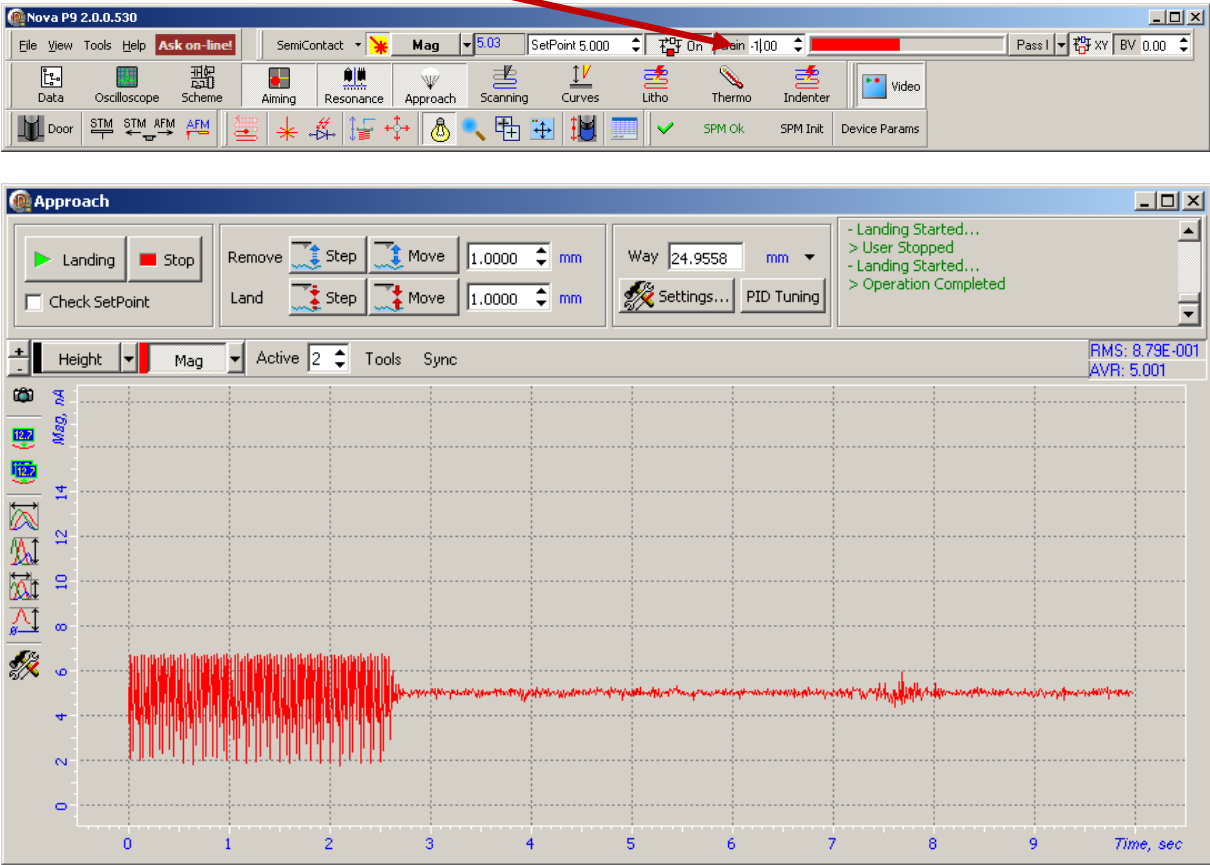 Nova P9 2.0.0.530
File View Tools Help Ask on-line! SemiContact Mag 5.03 SetPoint 5.000 On -1|00 Pass I XY BV 0.00
Data Oscilloscope Scheme Aiming Resonance Approach Scanning Curves Litho Thermo Indenter Video
Door STM STM AFM AFM SPM Ok SPM Init Device Params
Approach
Landing Stop Remove Step Move 1.0000 mm Way 24.9558 mm
Check SetPoint Land Step Move 1.0000 mm Settings... PID Tuning
- Landing Started...
> User Stopped
- Landing Started...
> Operation Completed
Height Mag Active 2 Tools Sync
RMS: 8.79E-001
AVR: 5.001
Mag, nA
14
12
10
8
6
4
2
0
0 1 2 3 4 5 6 7 8 9 Time, sec